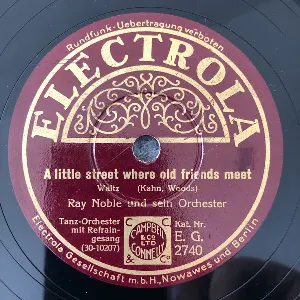 Rundfunk-Uebertragung verboten
ELECTROLA
A little street where old friends meet
Waltz (Kahn, Woods)
Ray Noble und sein Orchester
Tanz-Orchester
mit Refrain-
gesang
(30-10207)
CAMPBELL
& CO
LTD
CONNELLY
Kat. Nr.
E. G.
2740
Electrola Gesellschaft m.b.H., Nowawes und Berlin